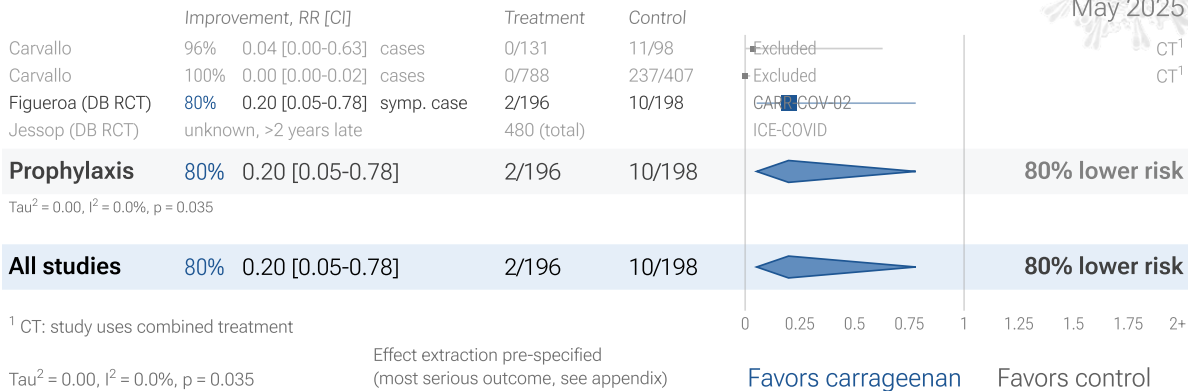 May 2025
Improvement, RR [CI] Treatment Control
Carvallo 96% 0.04 [0.00-0.63] cases 0/131 11/98 Excluded CT1
Carvallo 100% 0.00 [0.00-0.02] cases 0/788 237/407 Excluded CT1
Figueroa (DB RCT) 80% 0.20 [0.05-0.78] symp. case 2/196 10/198 CARR-COV-02
Jessop (DB RCT) unknown, >2 years late 480 (total) ICE-COVID
Prophylaxis 80% 0.20 [0.05-0.78] 2/196 10/198 80% lower risk
Tau2 = 0.00, I2 = 0.0%, p = 0.035
All studies 80% 0.20 [0.05-0.78] 2/196 10/198 80% lower risk
1 CT: study uses combined treatment
0 0.25 0.5 0.75 1 1.25 1.5 1.75 2+
Effect extraction pre-specified
Tau2 = 0.00, I2 = 0.0%, p = 0.035 (most serious outcome, see appendix) Favors carrageenan Favors control